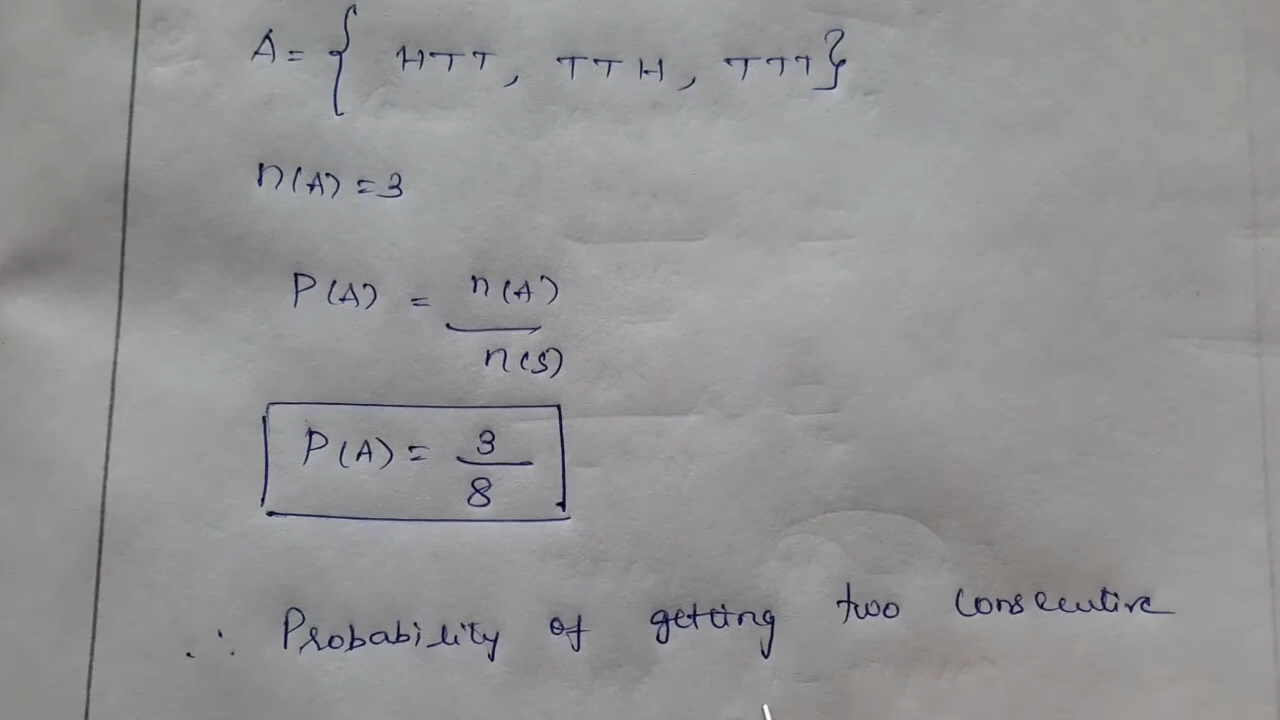 A = { HTT, TTH, TTT}
n(A) = 3
P(A) = n(A)
n(S)
P(A) = 3
8
∴ Probability of getting two consecutive